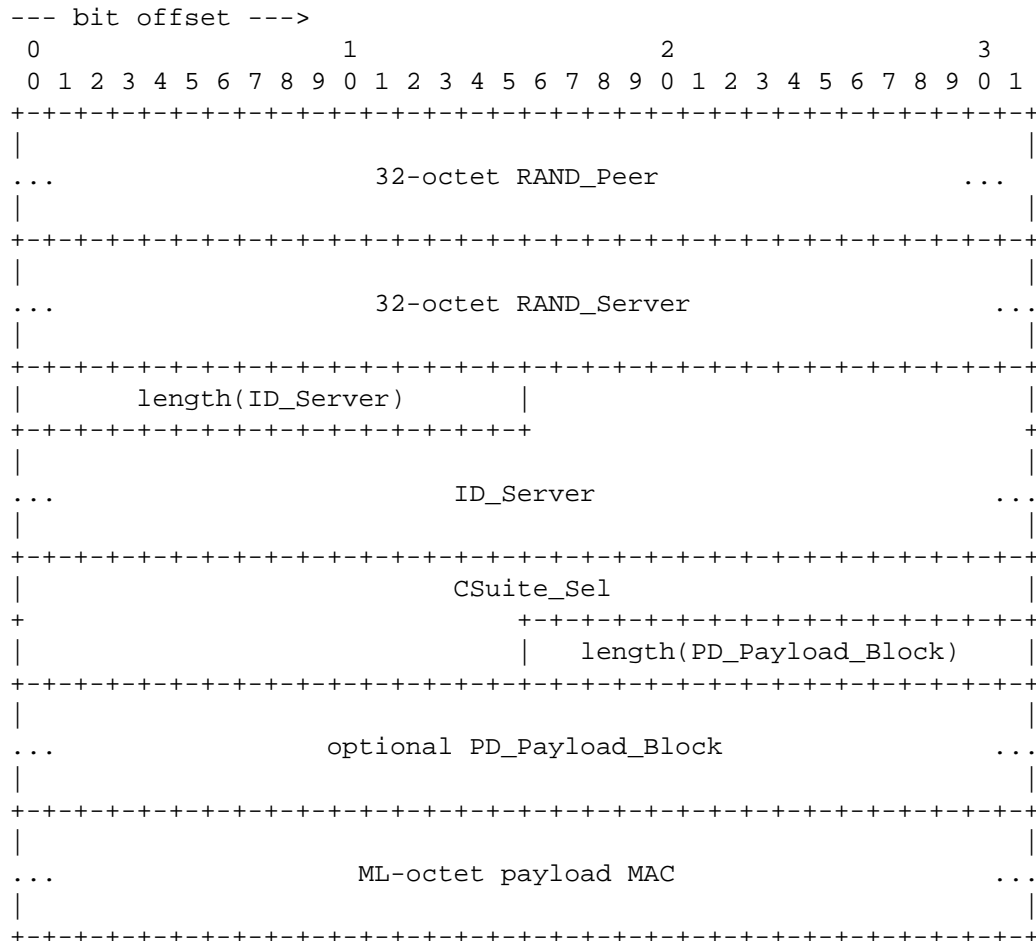 --- bit offset --->
 0                   1                   2                   3
 0 1 2 3 4 5 6 7 8 9 0 1 2 3 4 5 6 7 8 9 0 1 2 3 4 5 6 7 8 9 0 1
+-+-+-+-+-+-+-+-+-+-+-+-+-+-+-+-+-+-+-+-+-+-+-+-+-+-+-+-+-+-+-+-+
|                                                               |
...                    32-octet RAND_Peer                   ...
|                                                               |
+-+-+-+-+-+-+-+-+-+-+-+-+-+-+-+-+-+-+-+-+-+-+-+-+-+-+-+-+-+-+-+-+
|                                                               |
...                    32-octet RAND_Server                   ...
|                                                               |
+-+-+-+-+-+-+-+-+-+-+-+-+-+-+-+-+-+-+-+-+-+-+-+-+-+-+-+-+-+-+-+-+
|       length(ID_Server)       |                               |
+-+-+-+-+-+-+-+-+-+-+-+-+-+-+-+-+                               +
|                                                               |
...                         ID_Server                         ...
|                                                               |
+-+-+-+-+-+-+-+-+-+-+-+-+-+-+-+-+-+-+-+-+-+-+-+-+-+-+-+-+-+-+-+-+
|                           CSuite_Sel                          |
+                               +-+-+-+-+-+-+-+-+-+-+-+-+-+-+-+-+
|                               |   length(PD_Payload_Block)    |
+-+-+-+-+-+-+-+-+-+-+-+-+-+-+-+-+-+-+-+-+-+-+-+-+-+-+-+-+-+-+-+-+
|                                                               |
...                 optional PD_Payload_Block                 ...
|                                                               |
+-+-+-+-+-+-+-+-+-+-+-+-+-+-+-+-+-+-+-+-+-+-+-+-+-+-+-+-+-+-+-+-+
|                                                               |
...                   ML-octet payload MAC                    ...
|                                                               |
+-+-+-+-+-+-+-+-+-+-+-+-+-+-+-+-+-+-+-+-+-+-+-+-+-+-+-+-+-+-+-+-+